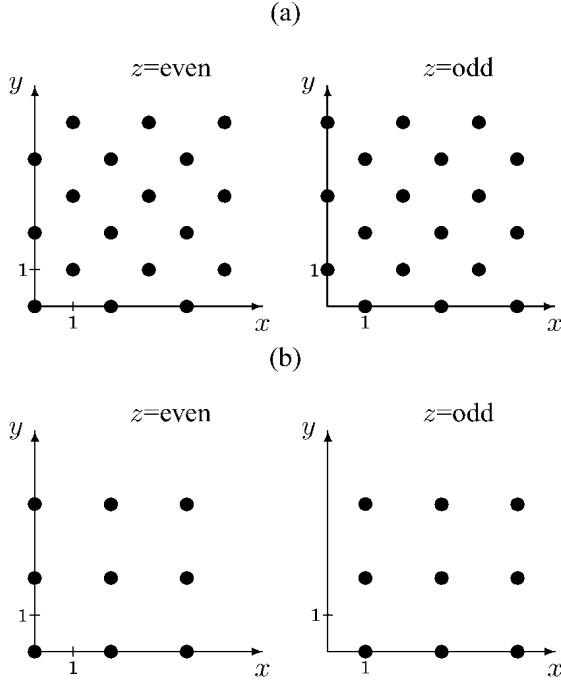 (a)
z=even z=odd
y y
1 1
1 x 1 x
(b)
z=even z=odd
y y
1 1
1 x 1 x